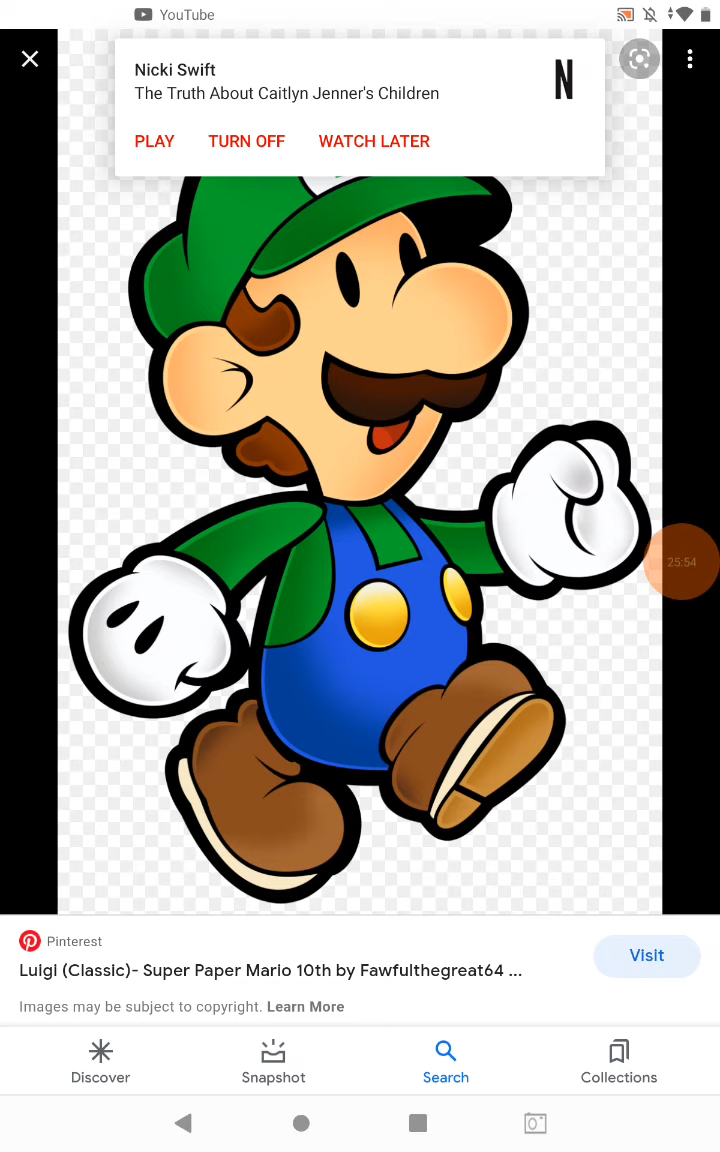 YouTube
Nicki Swift
The Truth About Caitlyn Jenner's Children
N
PLAY TURN OFF WATCH LATER
25:54
Pinterest
Luigi (Classic)- Super Paper Mario 10th by Fawfulthegreat64 ...
Visit
Images may be subject to copyright. Learn More
Discover Snapshot Search Collections